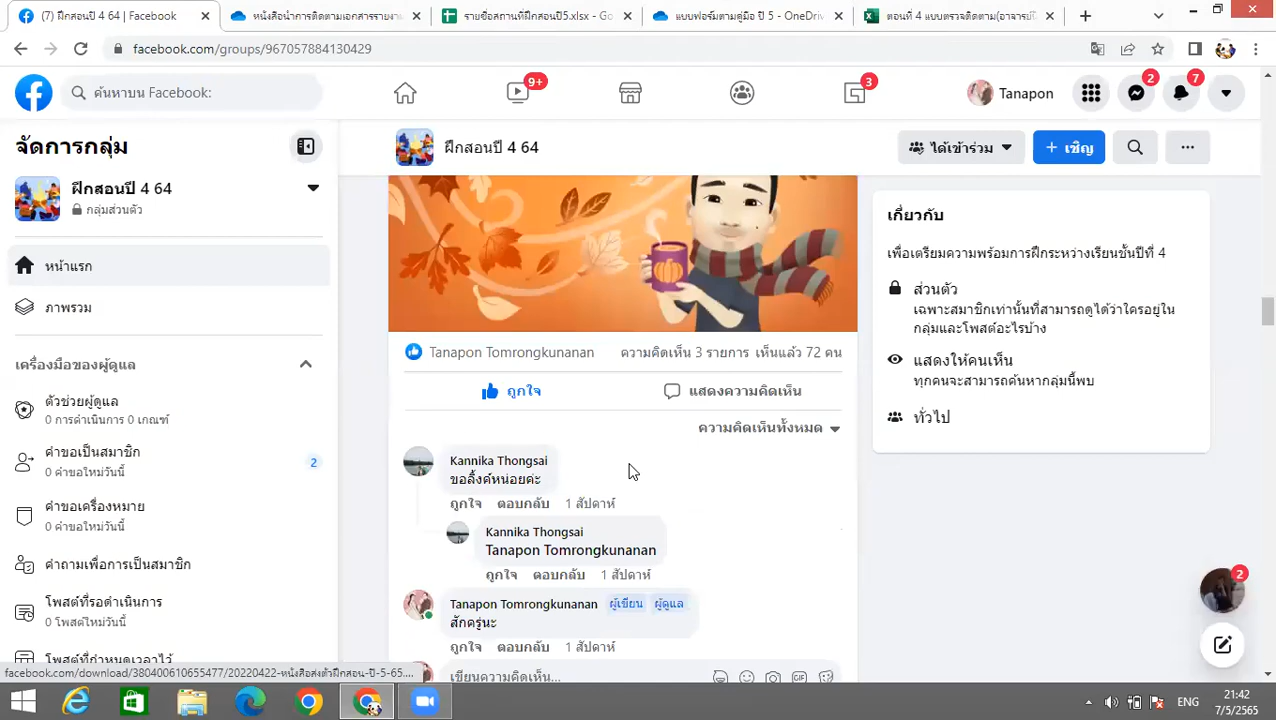 (7) ฝึกสอนปี 4 64 | Facebook
หนังสือนำการติดตามเอกสารรายงาน
รายชื่อสถานที่ฝึกสอนปี5.xlsx - Go
แบบฟอร์มตามคู่มือ ปี 5 - OneDriv
ตอนที่ 4 แบบตรวจติดตาม(อาจารย์ป
facebook.com/groups/967057884130429
ค้นหาบน Facebook:
9+
3
Tanapon
2
7
จัดการกลุ่ม
ฝึกสอนปี 4 64
กลุ่มส่วนตัว
หน้าแรก
ภาพรวม
เครื่องมือของผู้ดูแล
ตัวช่วยผู้ดูแล
0 การดำเนินการ 0 เกณฑ์
คำขอเป็นสมาชิก
0 คำขอใหม่วันนี้
2
คำขอเครื่องหมาย
0 คำขอใหม่วันนี้
คำถามเพื่อการเป็นสมาชิก
โพสต์ที่รอดำเนินการ
0 โพสต์ใหม่วันนี้
โพสต์ที่กำหนดเวลาไว้
facebook.com/download/380400610655477/20220422-หนังสือส่งตัวฝึกสอน-ปี-5-65....
ฝึกสอนปี 4 64
ได้เข้าร่วม
+ เชิญ
Tanapon Tomrongkunanan
ความคิดเห็น 3 รายการ เห็นแล้ว 72 คน
ถูกใจ
แสดงความคิดเห็น
ความคิดเห็นทั้งหมด
Kannika Thongsai
ขอลิ้งค์หน่อยค่ะ
ถูกใจ ตอบกลับ 1 สัปดาห์
Kannika Thongsai
Tanapon Tomrongkunanan
ถูกใจ ตอบกลับ 1 สัปดาห์
Tanapon Tomrongkunanan ผู้เขียน ผู้ดูแล
สักครู่นะ
ถูกใจ ตอบกลับ 1 สัปดาห์
เขียนความคิดเห็น...
GIF
เกี่ยวกับ
เพื่อเตรียมความพร้อมการฝึกระหว่างเรียนชั้นปีที่ 4
ส่วนตัว
เฉพาะสมาชิกเท่านั้นที่สามารถดูได้ว่าใครอยู่ใน
กลุ่มและโพสต์อะไรบ้าง
แสดงให้คนเห็น
ทุกคนจะสามารถค้นหากลุ่มนี้พบ
ทั่วไป
2
ENG
21:42
7/5/2565